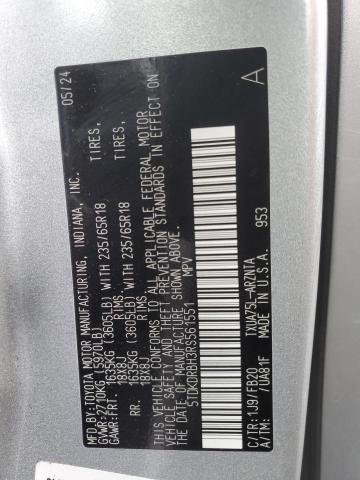 MFD.BY:TOYOTA MOTOR MANUFACTURING, INDIANA, INC. 05/24
GVWR:2710KG (5970LB)
GAWR:FRT. 1635KG (3605LB) WITH 235/65R18 TIRES,
18X8J RIMS,
RR. 1635KG (3605LB) WITH 235/65R18 TIRES,
18X8J RIMS.
THIS VEHICLE CONFORMS TO ALL APPLICABLE FEDERAL MOTOR
VEHICLE SAFETY AND THEFT PREVENTION STANDARDS IN EFFECT ON
THE DATE OF MANUFACTURE SHOWN ABOVE.
5TDKDRBH3RS561551 MPV
C/TR:1J9/FB20 TXUA75L-ARZNTA
A/TM: /UA81F MADE IN U.S.A. 953 A